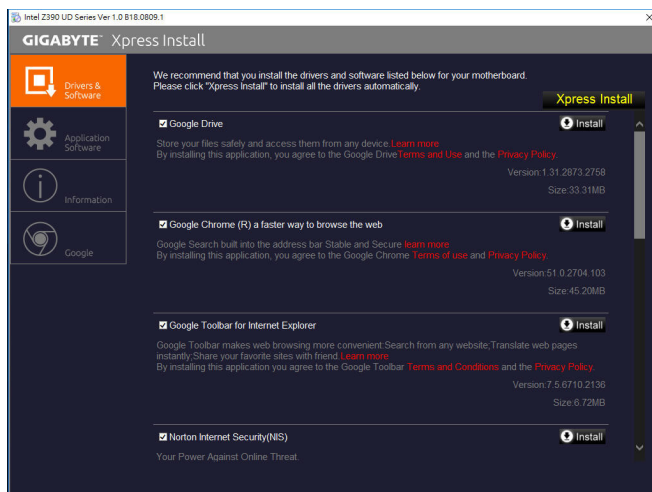 Intel Z390 UD Series Ver 1.0 B18.0809.1
GIGABYTE™ Xpress Install
Drivers &
Software
Application
Software
Information
Google
We recommend that you install the drivers and software listed below for your motherboard.
Please click "Xpress Install" to install all the drivers automatically.
Xpress Install
Google Drive
Install
Store your files safely and access them from any device.Learn more
By installing this application, you agree to the Google DriveTerms and Use and the Privacy Policy.
Version:1.31.2873.2758
Size:33.31MB
Google Chrome (R) a faster way to browse the web
Install
Google Search built into the address bar Stable and Secure learn more
By installing this application, you agree to the Google Chrome Terms of use and Privacy Policy.
Version:51.0.2704.103
Size:45.20MB
Google Toolbar for Internet Explorer
Install
Google Toolbar makes web browsing more convenient:Search from any website;Translate web pages
instantly;Share your favorite sites with friend.Learn more
By installing this application you agree to the Google Toolbar Terms and Conditions and the Privacy Policy.
Version:7.5.6710.2136
Size:6.72MB
Norton Internet Security(NIS)
Install
Your Power Against Online Threat.